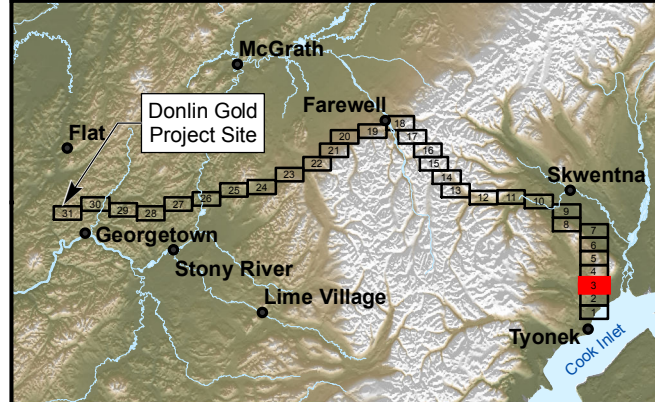 McGrath
Donlin Gold
Project Site
Farewell
Flat
Skwentna
Georgetown
Stony River
Lime Village
Tyonek
Cook Inlet
31
30
29
28
27
26
25
24
23
22
21
20
19
18
17
16
15
14
13
12
11
10
9
8
7
6
5
4
3
2
1